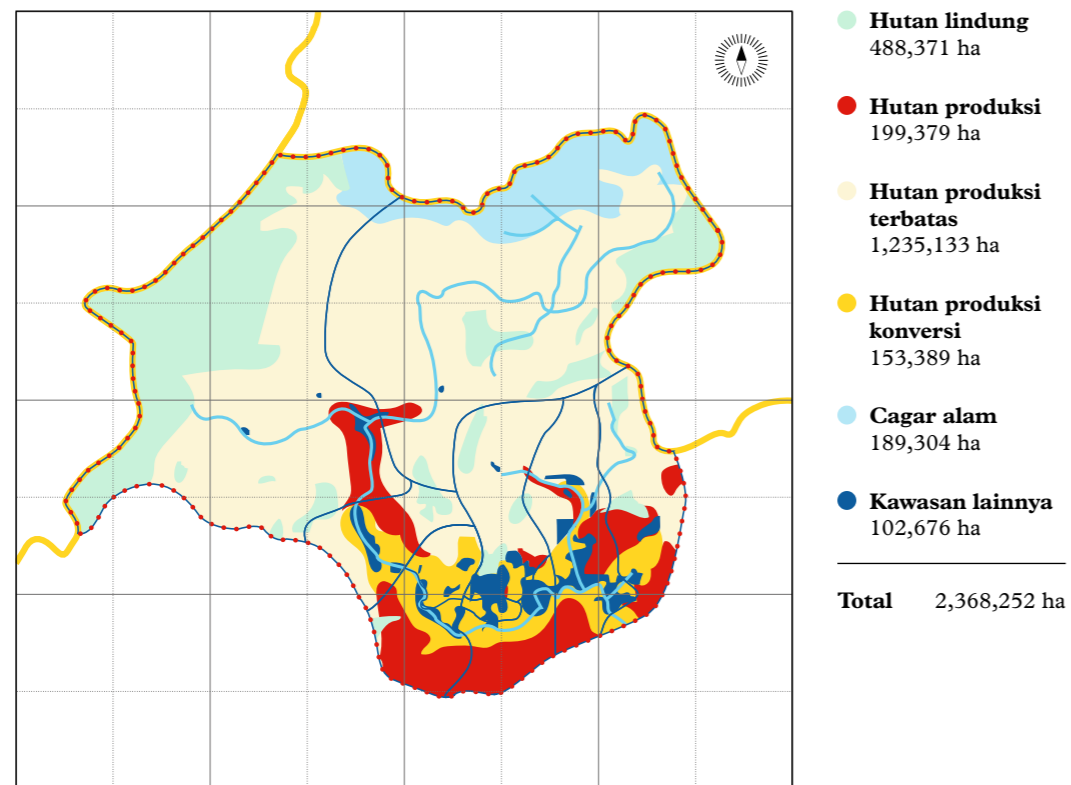 Hutan lindung
488,371 ha
Hutan produksi
199,379 ha
Hutan produksi
terbatas
1,235,133 ha
Hutan produksi
konversi
153,389 ha
Cagar alam
189,304 ha
Kawasan lainnya
102,676 ha
Total 2,368,252 ha